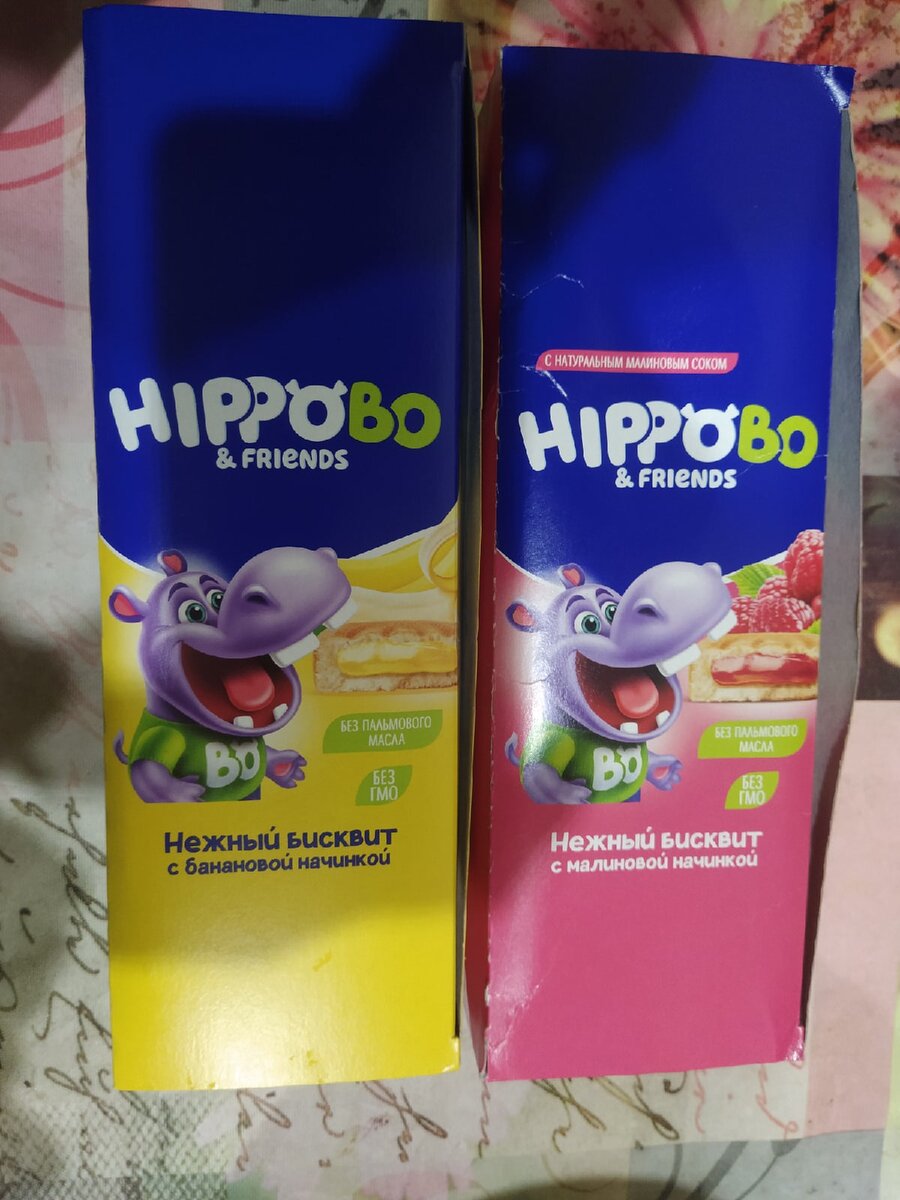 HIPPOBO
& FRIENDS
BO
БЕЗ ПАЛЬМОВОГО
МАСЛА
БЕЗ
ГМО
Нежный бисквит
с банановой начинкой
С НАТУРАЛЬНЫМ МАЛИНОВЫМ СОКОМ
HIPPOBO
& FRIENDS
BO
БЕЗ ПАЛЬМОВОГО
МАСЛА
БЕЗ
ГМО
Нежный бисквит
с малиновой начинкой